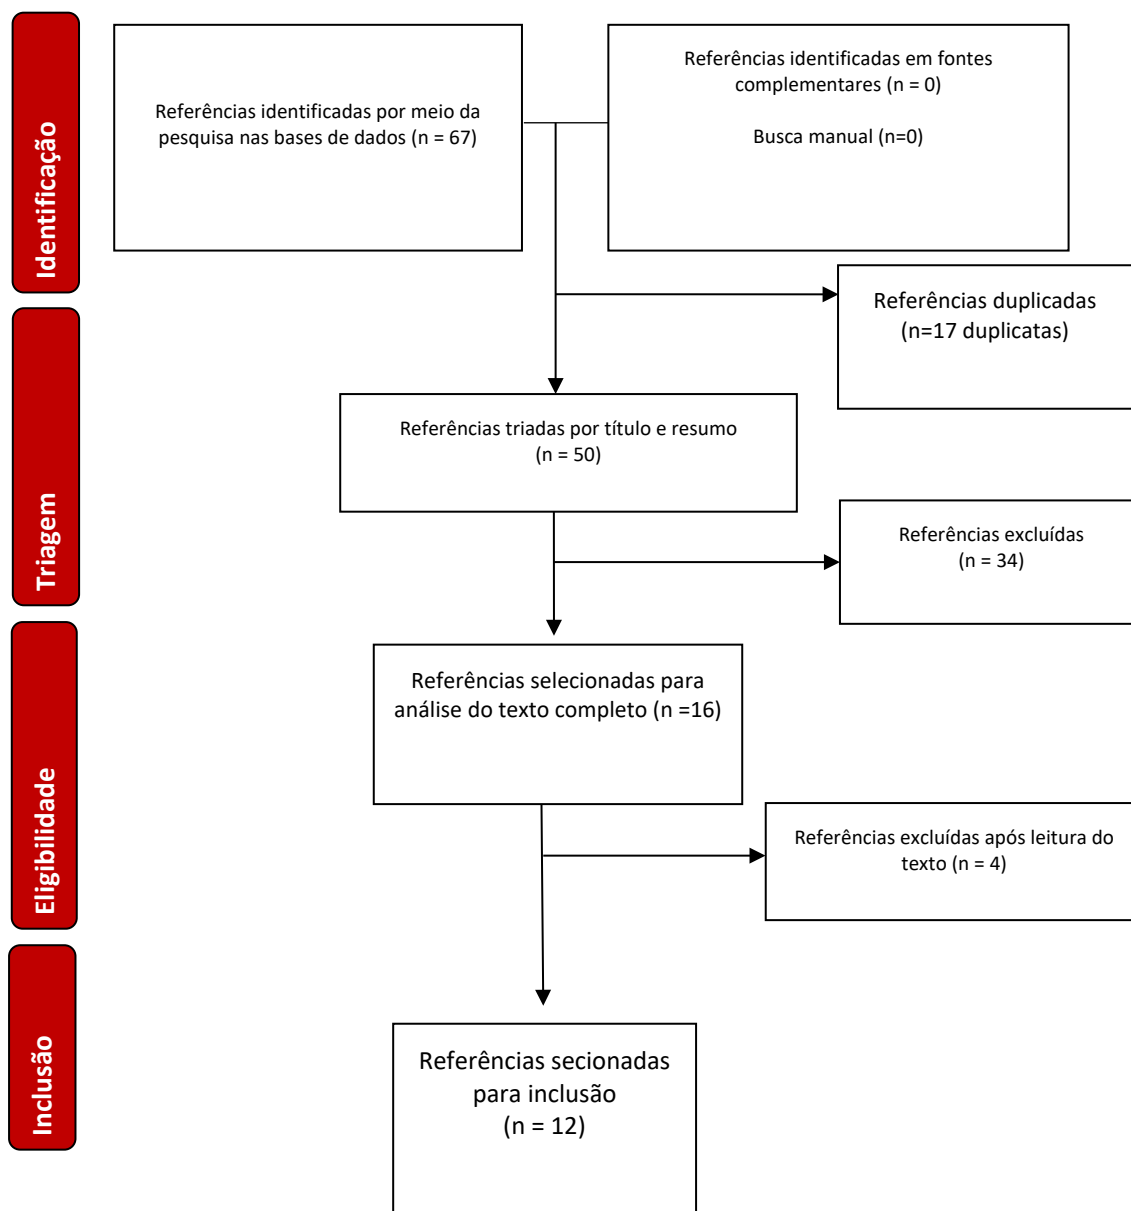 Identificação
Referências identificadas por meio da
pesquisa nas bases de dados (n = 67)
Referências identificadas em fontes
complementares (n = 0)
Busca manual (n=0)
Referências duplicadas
(n=17 duplicatas)
Triagem
Referências triadas por título e resumo
(n = 50)
Referências excluídas
(n = 34)
Eligibilidade
Referências selecionadas para
análise do texto completo (n =16)
Referências excluídas após leitura do
texto (n = 4)
Inclusão
Referências secionadas
para inclusão
(n = 12)